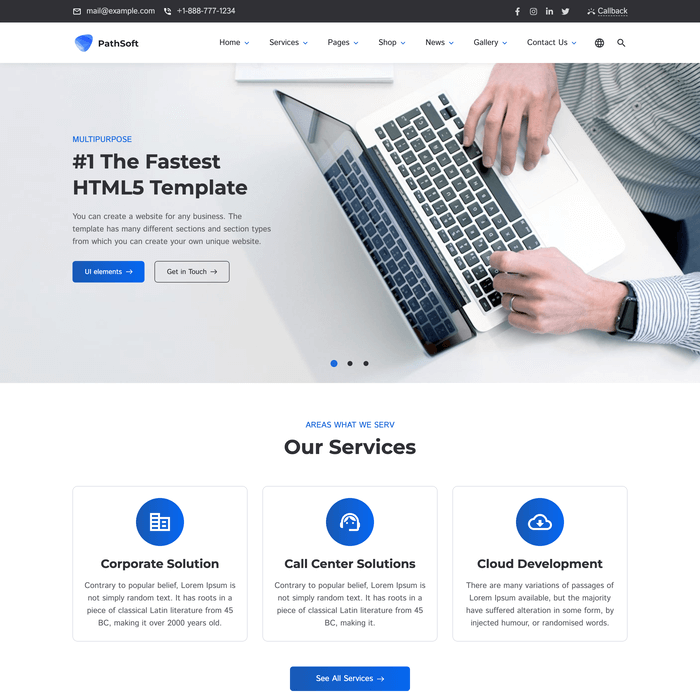 mail@example.com +1-888-777-1234 Callback
PathSoft Home Services Pages Shop News Gallery Contact Us
MULTIPURPOSE
#1 The Fastest
HTML5 Template
You can create a website for any business. The
template has many different sections and section types
from which you can create your own unique website.
UI elements → Get in Touch →
AREAS WHAT WE SERV
Our Services
Corporate Solution
Contrary to popular belief, Lorem Ipsum is
not simply random text. It has roots in a
piece of classical Latin literature from 45
BC, making it over 2000 years old.
Call Center Solutions
Contrary to popular belief, Lorem Ipsum is
not simply random text. It has roots in a
piece of classical Latin literature from 45
BC, making it.
Cloud Development
There are many variations of passages of
Lorem Ipsum available, but the majority
have suffered alteration in some form, by
injected humour, or randomised words.
See All Services →